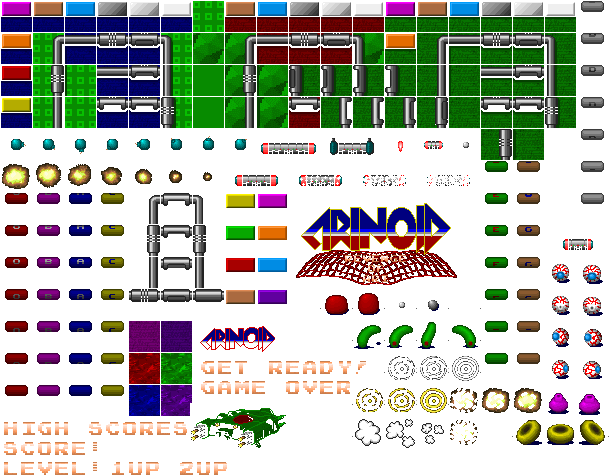 ARINOID
ARINOID
GET READY!
GAME OVER
HIGH SCORES
SCORE:
LEVEL: 1UP 2UP